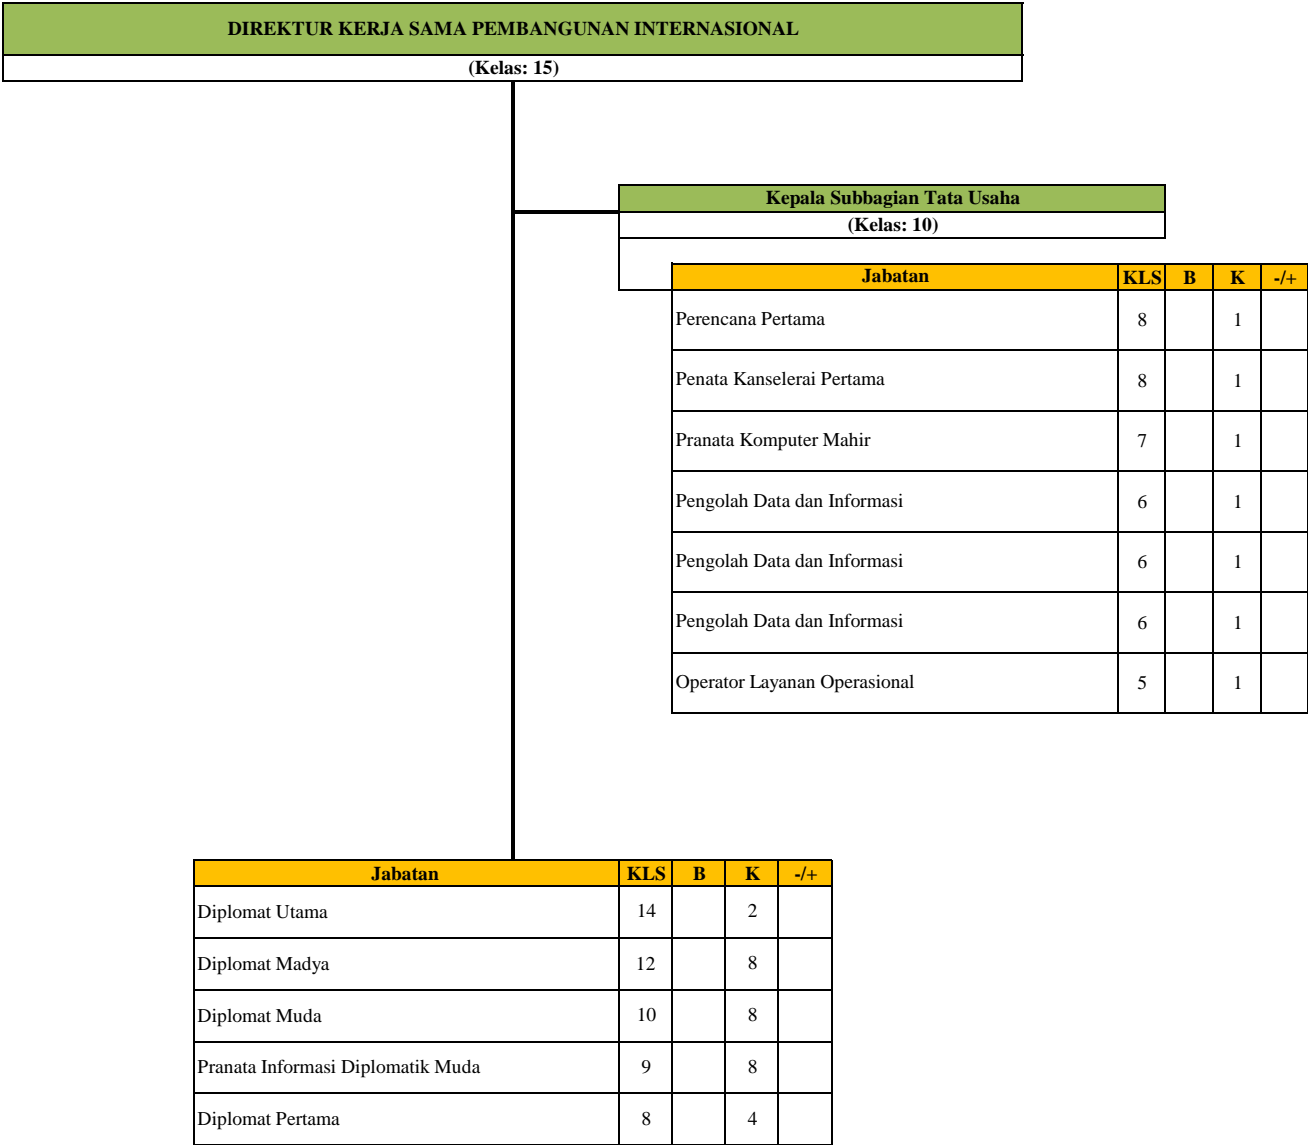 DIREKTUR KERJA SAMA PEMBANGUNAN INTERNASIONAL
(Kelas: 15)
Kepala Subbagian Tata Usaha
(Kelas: 10)
Jabatan KLS B K -/+
Perencana Pertama 8 1
Penata Kanselerai Pertama 8 1
Pranata Komputer Mahir 7 1
Pengolah Data dan Informasi 6 1
Pengolah Data dan Informasi 6 1
Pengolah Data dan Informasi 6 1
Operator Layanan Operasional 5 1
Jabatan KLS B K -/+
Diplomat Utama 14 2
Diplomat Madya 12 8
Diplomat Muda 10 8
Pranata Informasi Diplomatik Muda 9 8
Diplomat Pertama 8 4